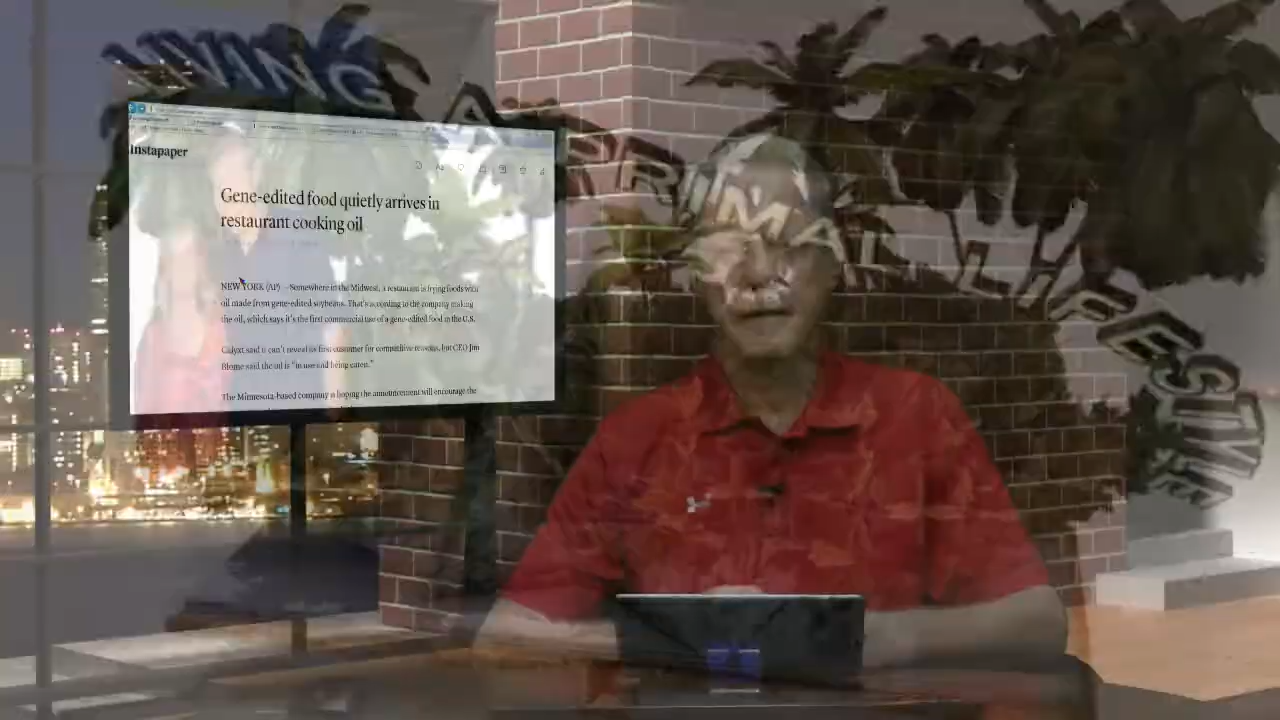 LIVING A PRIMAL LIFESTYLE
Instapaper
Gene-edited food quietly arrives in
restaurant cooking oil
NEW YORK (AP) – Somewhere in the Midwest, a restaurant is frying foods with
oil made from gene-edited soybeans. That's according to the company making
the oil, which says it's the first commercial use of a gene-edited food in the U.S.
Calyxt said it can't reveal its first customer for competitive reasons, but CEO Jim
Blome said the oil is "in use and being eaten."
The Minnesota-based company is hoping the announcement will encourage the